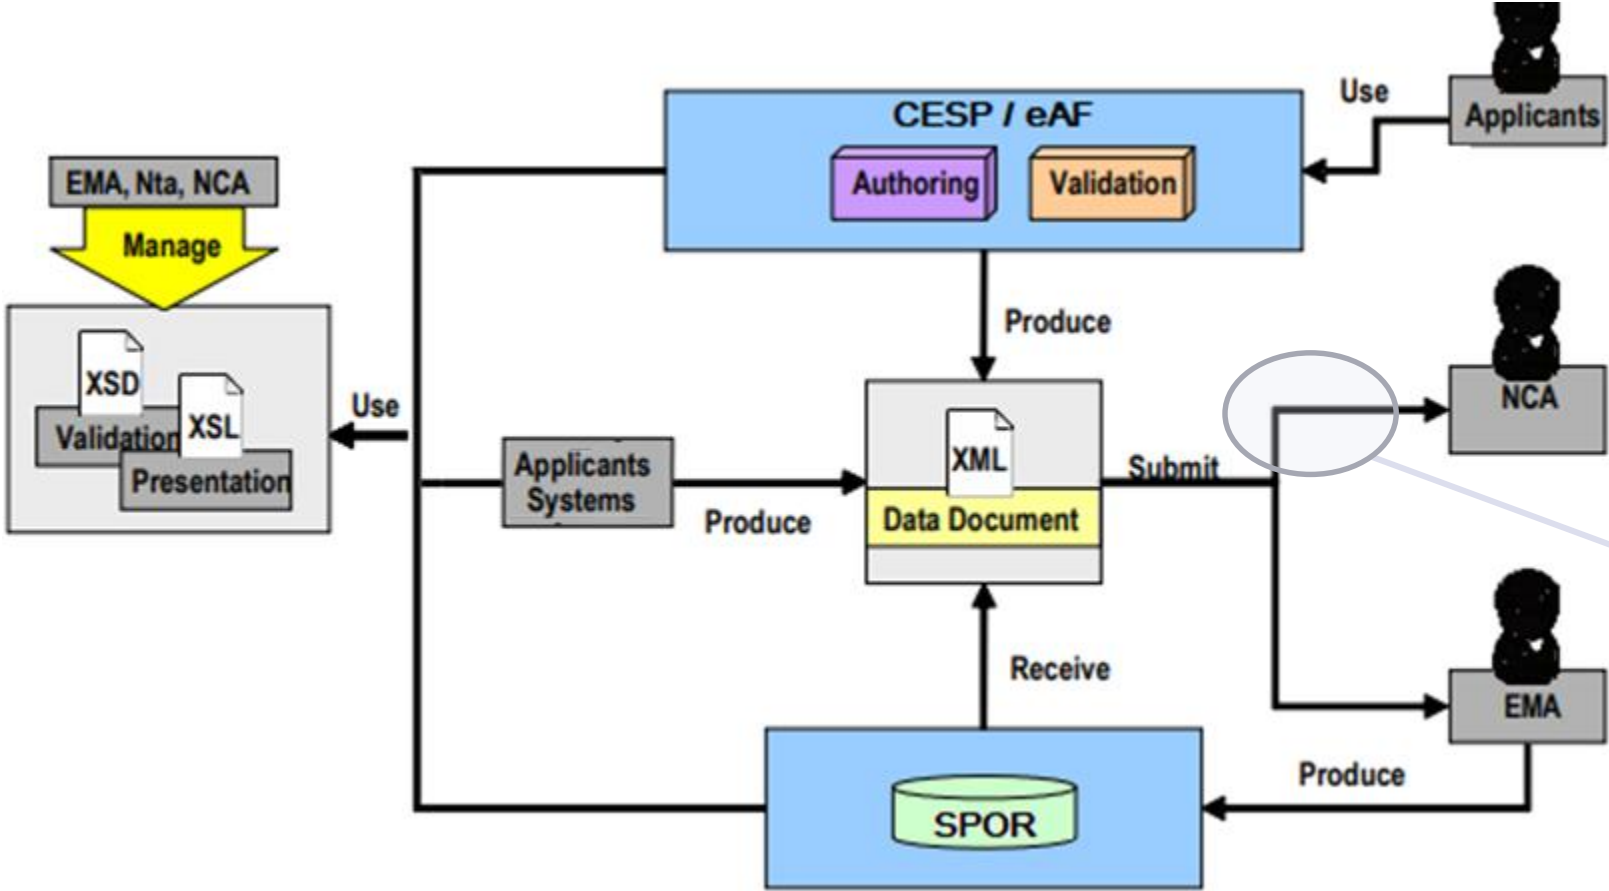 CESP / eAF
Authoring
Validation
Use
Applicants
EMA, Nta, NCA
Manage
XSD
Validation
XSL
Presentation
Use
Applicants
Systems
Produce
Produce
XML
Data Document
Submit
NCA
EMA
Receive
Produce
SPOR